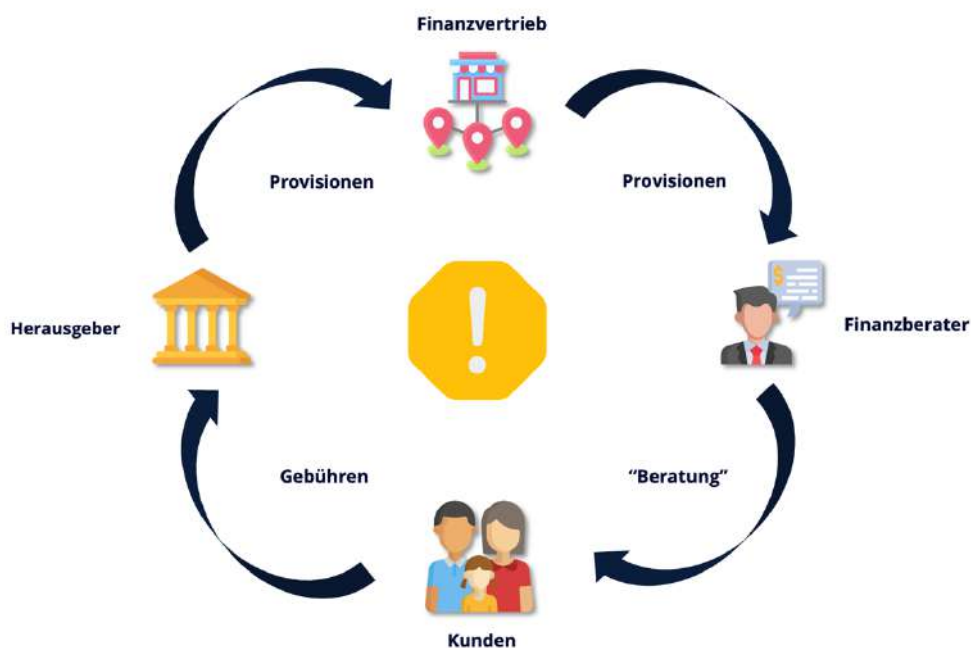 Finanzvertrieb
Provisionen
Provisionen
Herausgeber
$
Finanzberater
Gebühren
“Beratung”
Kunden